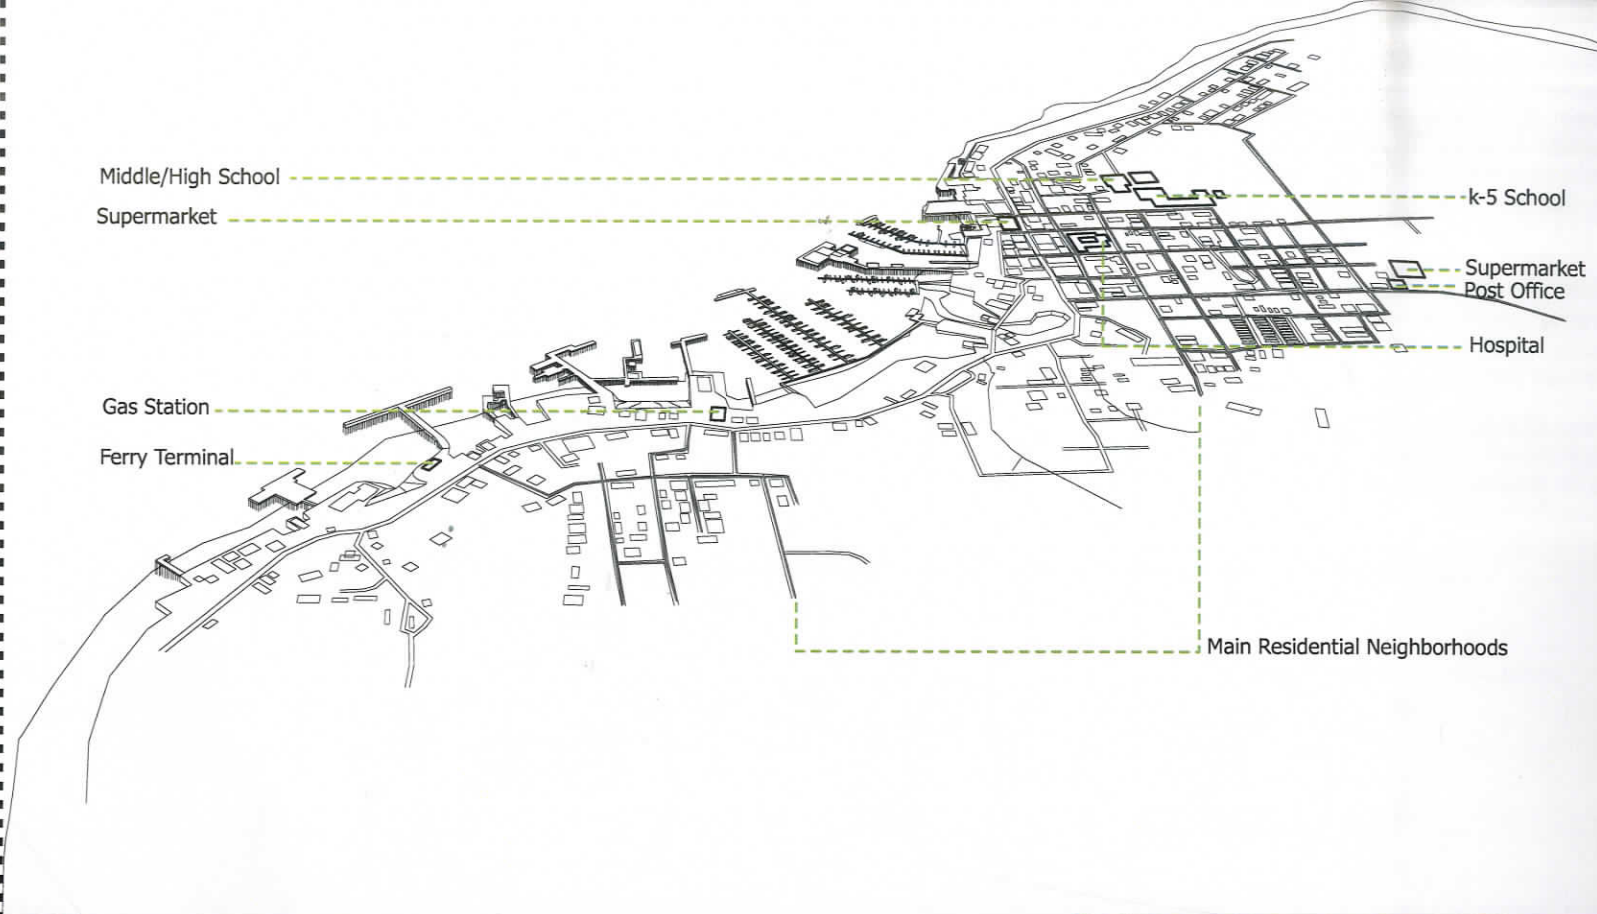 Middle/High School
k-5 School
Supermarket
Supermarket
Post Office
Hospital
Gas Station
Ferry Terminal
Main Residential Neighborhoods